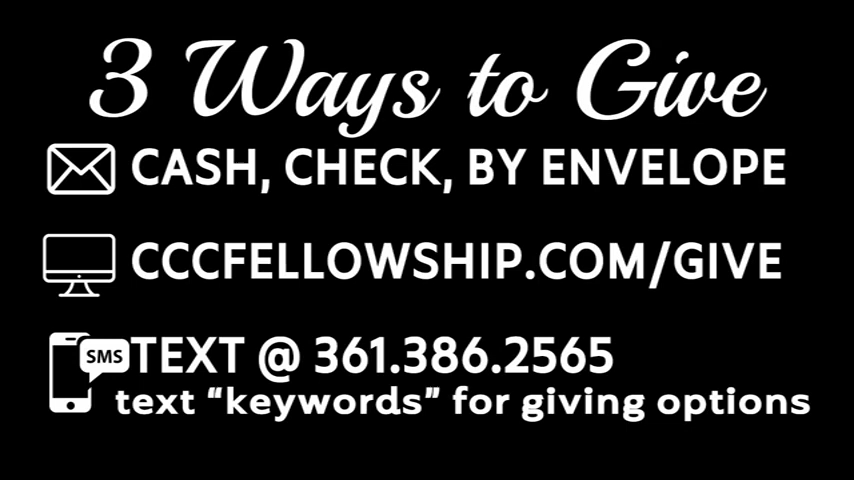 3 Ways to Give
CASH, CHECK, BY ENVELOPE
CCCFELLOWSHIP.COM/GIVE
SMS TEXT @ 361.386.2565
text “keywords” for giving options